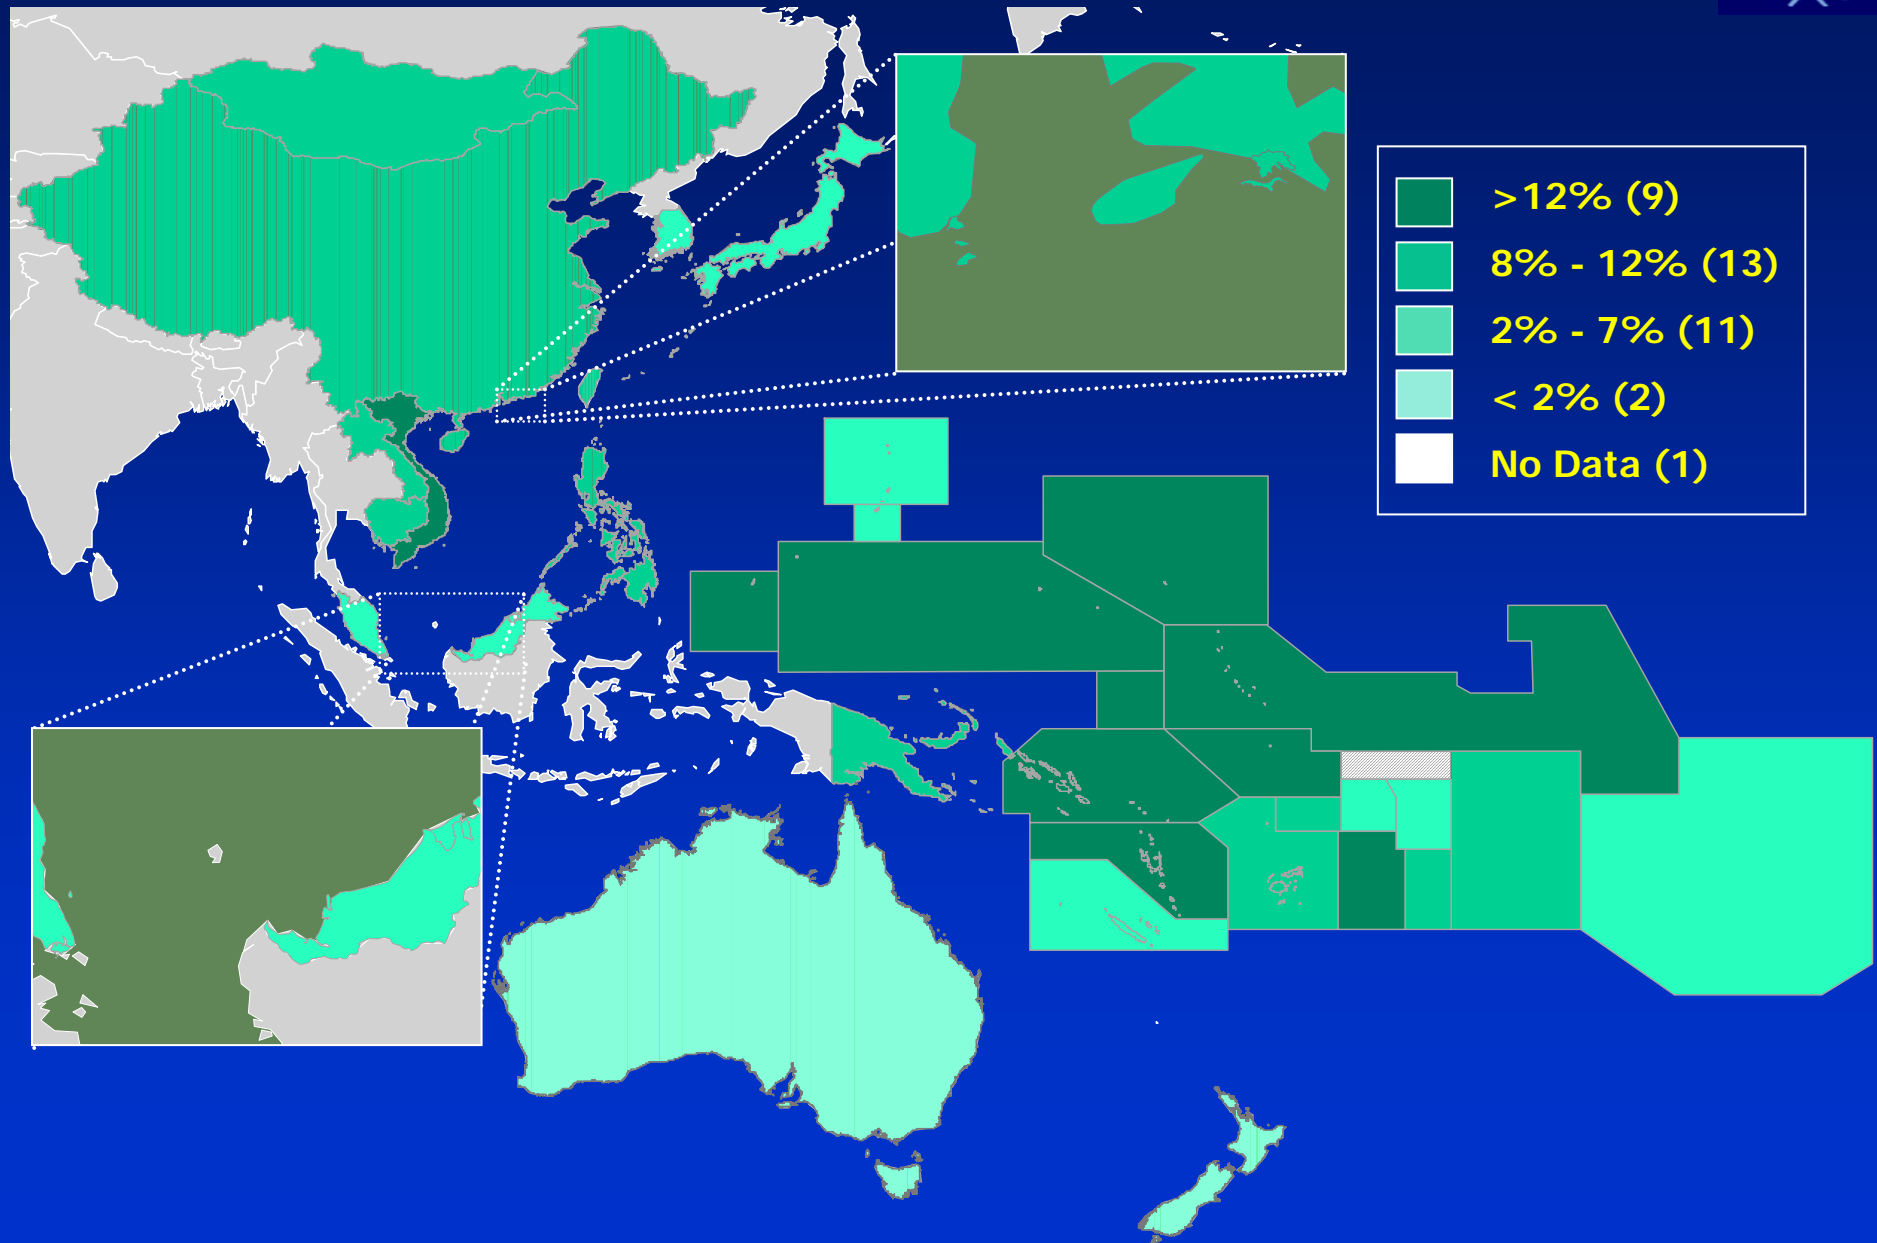 >12% (9)
8% - 12% (13)
2% - 7% (11)
< 2% (2)
No Data (1)